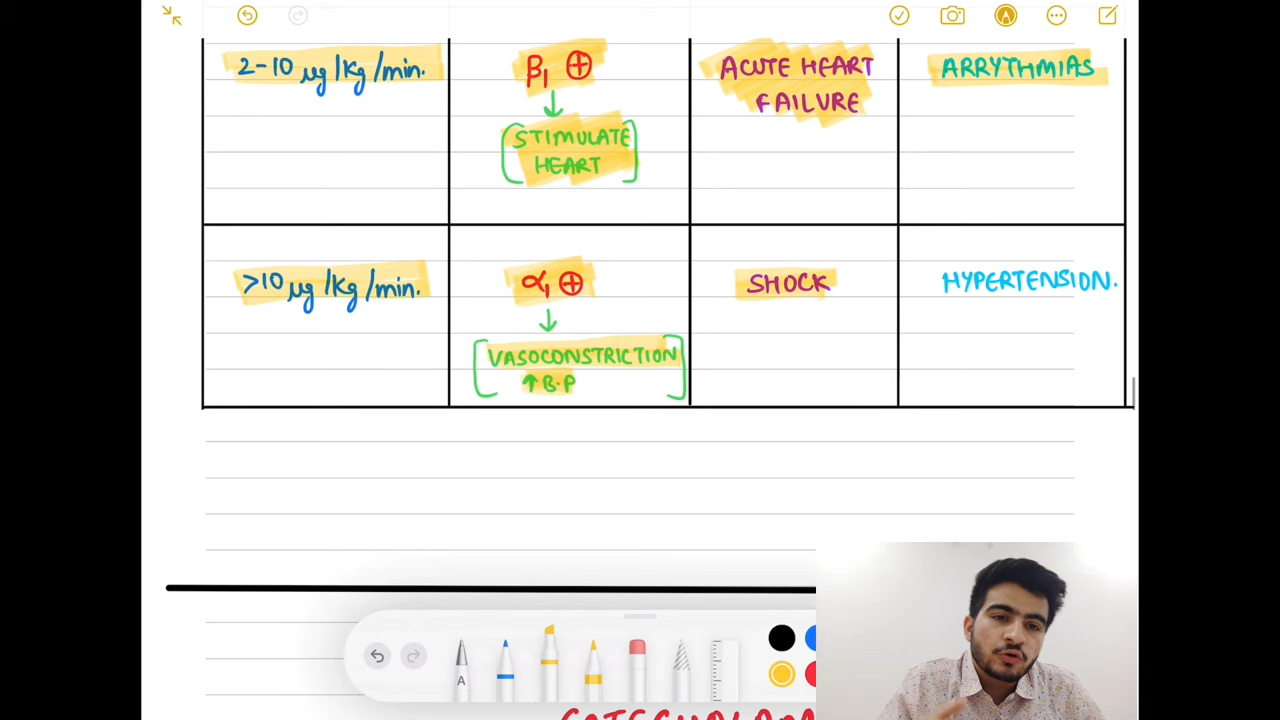 2-10 μg/Kg/min.
β1 ⊕
↓
[STIMULATE
HEART]
ACUTE HEART
FAILURE
ARRYTHMIAS
>10 μg/Kg/min.
α1 ⊕
↓
[VASOCONSTRICTION
↑ B.P]
SHOCK
HYPERTENSION.
A